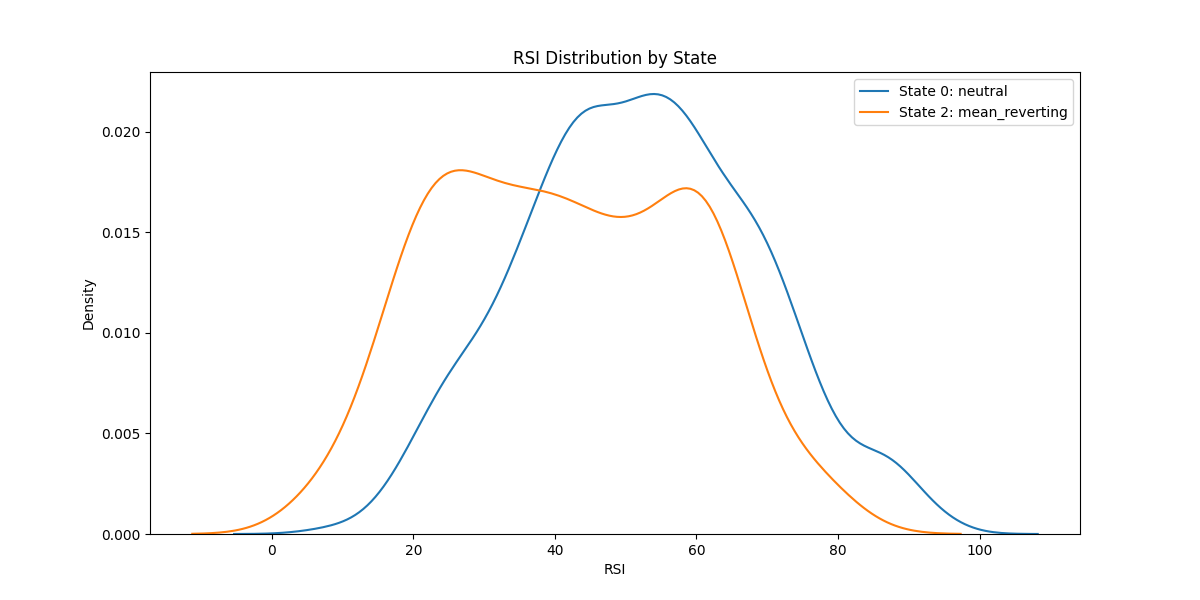 RSI Distribution by State
State 0: neutral
State 2: mean_reverting
Density
0.020
0.015
0.010
0.005
0.000
0 20 40 60 80 100
RSI